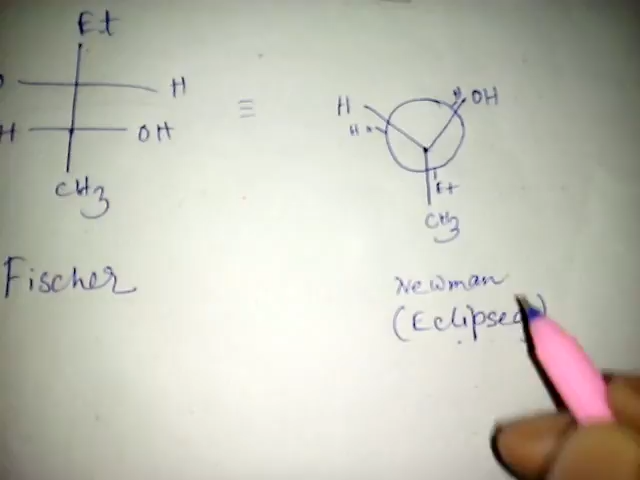 Et
H
H OH
CH3
Fischer
≡
H OH
H
Et
CH3
Newman
(Eclipsed)